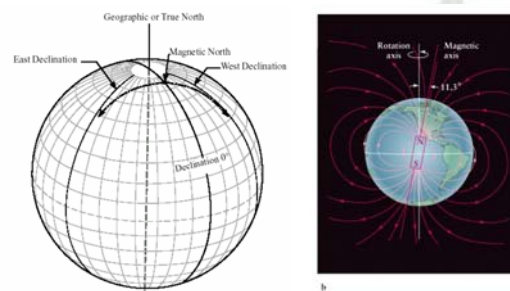 Geographic or True North
Magnetic North
East Declination
West Declination
Declination 0°
Rotation
axis
Magnetic
axis
11.3°
N
S
b